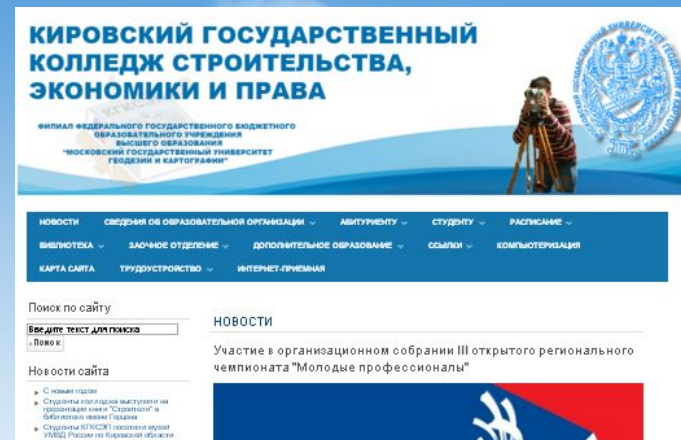 КИРОВСКИЙ ГОСУДАРСТВЕННЫЙ
КОЛЛЕДЖ СТРОИТЕЛЬСТВА,
ЭКОНОМИКИ И ПРАВА
ФИЛИАЛ ФЕДЕРАЛЬНОГО ГОСУДАРСТВЕННОГО БЮДЖЕТНОГО
ОБРАЗОВАТЕЛЬНОГО УЧРЕЖДЕНИЯ
ВЫСШЕГО ОБРАЗОВАНИЯ
"МОСКОВСКИЙ ГОСУДАРСТВЕННЫЙ УНИВЕРСИТЕТ
ГЕОДЕЗИИ И КАРТОГРАФИИ"
НОВОСТИ СВЕДЕНИЯ ОБ ОБРАЗОВАТЕЛЬНОЙ ОРГАНИЗАЦИИ АБИТУРИЕНТУ СТУДЕНТУ РАСПИСАНИЕ
БИБЛИОТЕКА ЗАОЧНОЕ ОТДЕЛЕНИЕ ДОПОЛНИТЕЛЬНОЕ ОБРАЗОВАНИЕ ССЫЛКИ КОМПЬЮТЕРИЗАЦИЯ
КАРТА САЙТА ТРУДОУСТРОЙСТВО ИНТЕРНЕТ-ПРИЕМНАЯ
Поиск по сайту
Введите текст для поиска
Поиск
Новости сайта
С новым годом
Студенты колледжа выступили на
презентации книги "Строители" в
библиотеке имени Герцена
Студенты КГКСЭП посетили музей
УМВД России по Кировской области
НОВОСТИ
Участие в организационном собрании III открытого регионального
чемпионата "Молодые профессионалы"